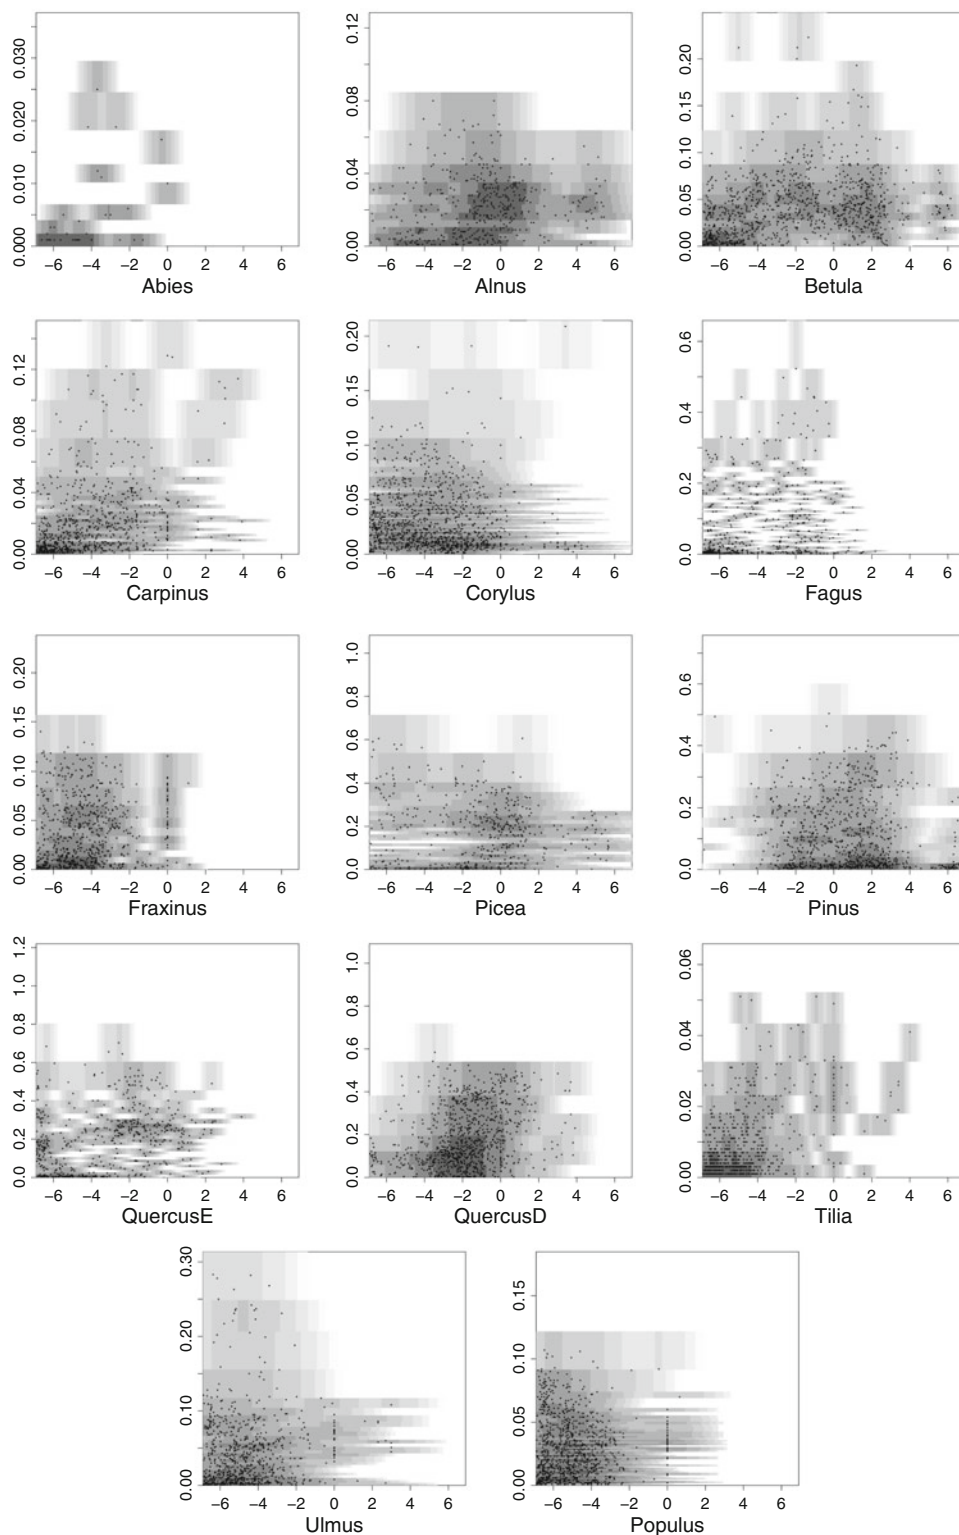 0.000 0.010 0.020 0.030
−6 −4 −2 0 2 4 6
Abies
0.00 0.04 0.08 0.12
−6 −4 −2 0 2 4 6
Alnus
0.00 0.05 0.10 0.15 0.20
−6 −4 −2 0 2 4 6
Betula
0.00 0.04 0.08 0.12
−6 −4 −2 0 2 4 6
Carpinus
0.00 0.05 0.10 0.15 0.20
−6 −4 −2 0 2 4 6
Corylus
0.0 0.2 0.4 0.6
−6 −4 −2 0 2 4 6
Fagus
0.00 0.05 0.10 0.15 0.20
−6 −4 −2 0 2 4 6
Fraxinus
0.0 0.2 0.4 0.6 0.8 1.0
−6 −4 −2 0 2 4 6
Picea
0.0 0.2 0.4 0.6
−6 −4 −2 0 2 4 6
Pinus
0.0 0.2 0.4 0.6 0.8 1.0 1.2
−6 −4 −2 0 2 4 6
QuercusE
0.0 0.2 0.4 0.6 0.8 1.0
−6 −4 −2 0 2 4 6
QuercusD
0.00 0.02 0.04 0.06
−6 −4 −2 0 2 4 6
Tilia
0.00 0.10 0.20 0.30
−6 −4 −2 0 2 4 6
Ulmus
0.00 0.05 0.10 0.15
−6 −4 −2 0 2 4 6
Populus